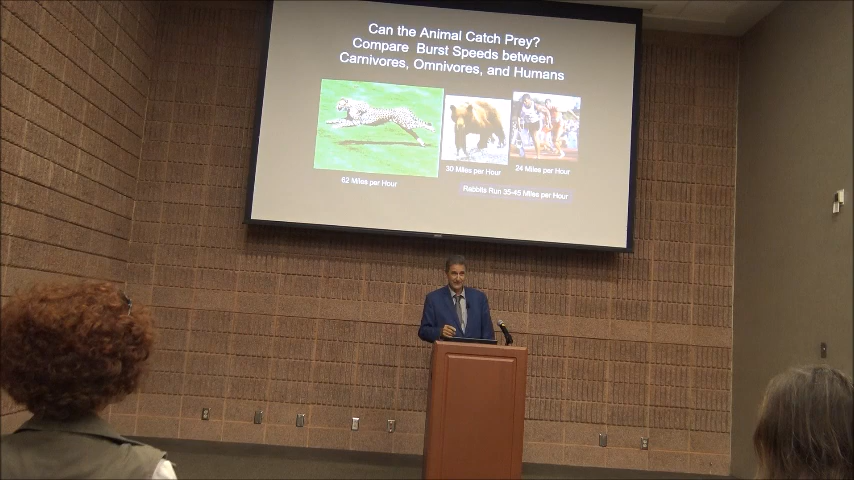 Can the Animal Catch Prey?
Compare Burst Speeds between
Carnivores, Omnivores, and Humans
62 Miles per Hour
30 Miles per Hour
24 Miles per Hour
Rabbits Run 35-45 Miles per Hour